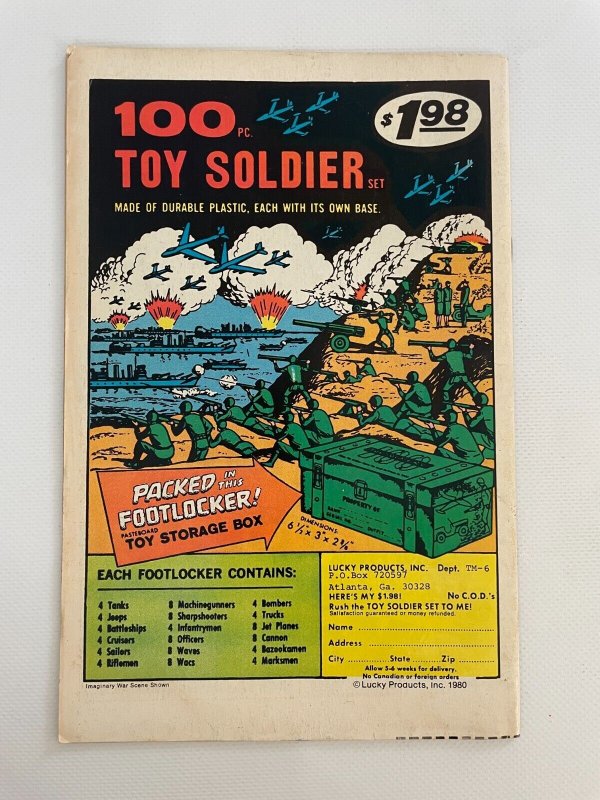 100 PC.
$1.98
TOY SOLDIER SET
MADE OF DURABLE PLASTIC, EACH WITH ITS OWN BASE.
PACKED IN THIS
FOOTLOCKER!
PASTEBOARD
TOY STORAGE BOX
PROPERTY OF
NAME
SERIAL NO. OUTFIT
DIMENSIONS:
6 1/2" x 3" x 2 3/8"
EACH FOOTLOCKER CONTAINS:
4 Tanks 8 Machinegunners 4 Bombers
4 Jeeps 8 Sharpshooters 4 Trucks
4 Battleships 4 Infantrymen 8 Jet Planes
4 Cruisers 8 Officers 8 Cannon
4 Sailors 8 Waves 4 Bazookamen
4 Riflemen 8 Wacs 4 Marksmen
LUCKY PRODUCTS, INC. Dept. TM-6
P.O.Box 720597
Atlanta, Ga. 30328
HERE'S MY $1.98! No C.O.D.'s
Rush the TOY SOLDIER SET TO ME!
Satisfaction guaranteed or money refunded.
Name
Address
City State Zip
Allow 5-6 weeks for delivery.
No Canadian or foreign orders
Imaginary War Scene Shown
© Lucky Products, Inc. 1980